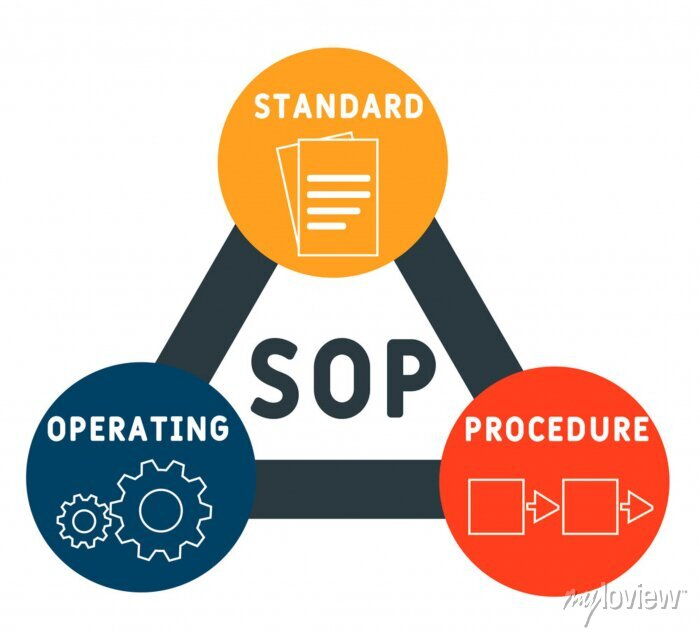 STANDARD
SOP
OPERATING
PROCEDURE
myloview